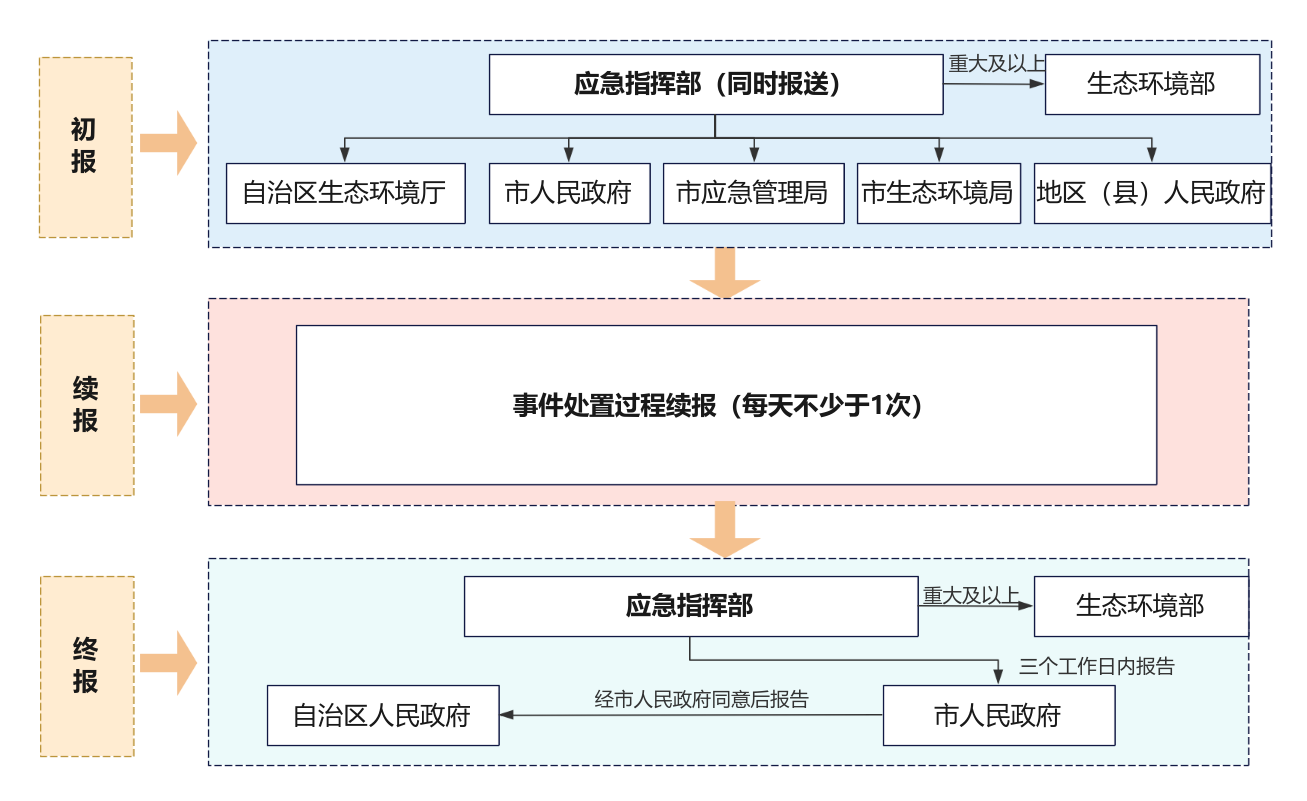 初
报
应急指挥部（同时报送）
重大及以上
生态环境部
自治区生态环境厅
市人民政府
市应急管理局
市生态环境局
地区（县）人民政府
续
报
事件处置过程续报（每天不少于1次）
终
报
应急指挥部
重大及以上
生态环境部
三个工作日内报告
自治区人民政府
经市人民政府同意后报告
市人民政府